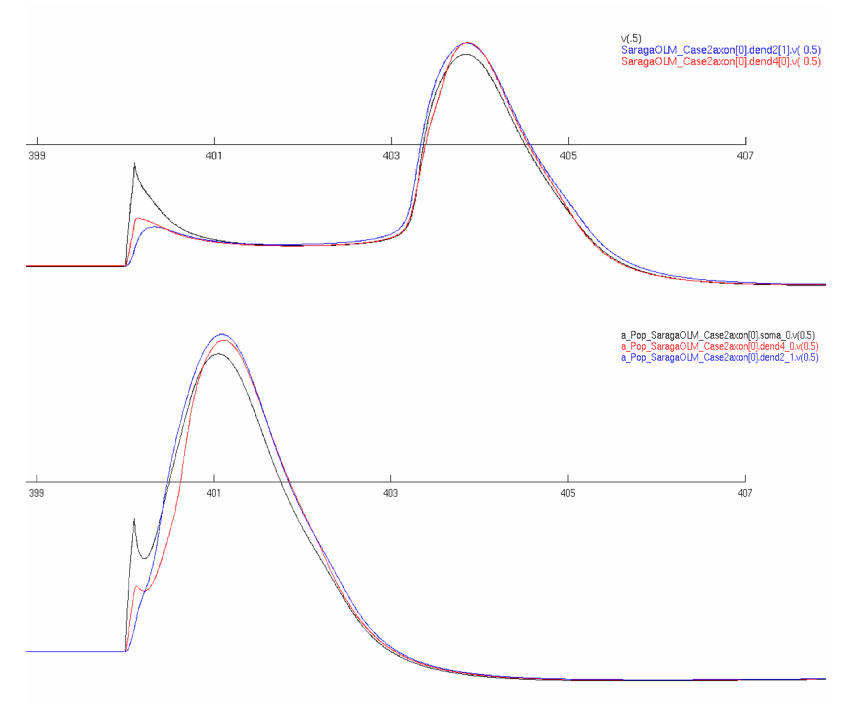 v(.5)
SaragaOLM_Case2axon[0].dend2[1].v( 0.5)
SaragaOLM_Case2axon[0].dend4[0].v( 0.5)
399 401 403 405 407
a_Pop_SaragaOLM_Case2axon[0].soma_0.v(0.5)
a_Pop_SaragaOLM_Case2axon[0].dend4_0.v(0.5)
a_Pop_SaragaOLM_Case2axon[0].dend2_1.v(0.5)
399 401 403 405 407